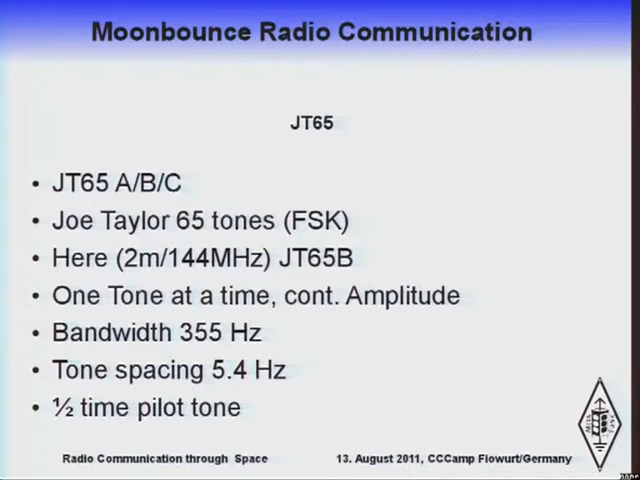 Moonbounce Radio Communication
JT65
• JT65 A/B/C
• Joe Taylor 65 tones (FSK)
• Here (2m/144MHz) JT65B
• One Tone at a time, cont. Amplitude
• Bandwidth 355 Hz
• Tone spacing 5.4 Hz
• ½ time pilot tone
Radio Communication through Space
13. August 2011, CCCamp Fiowurt/Germany